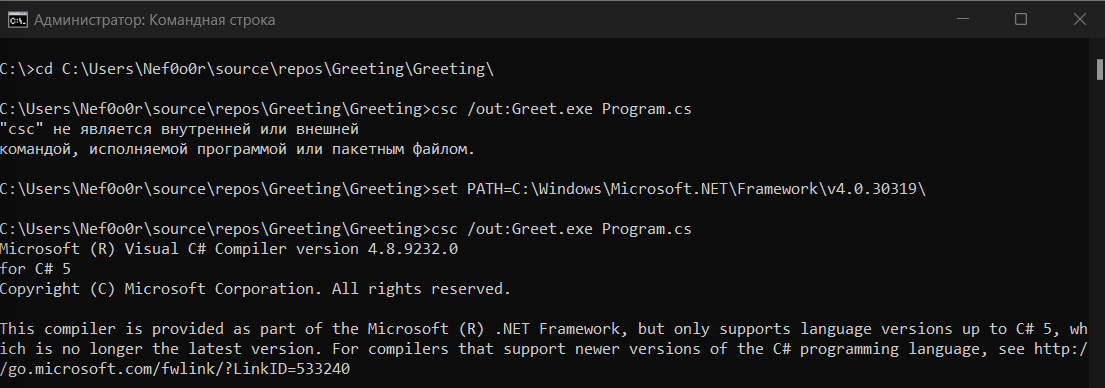 Администратор: Командная строка
C:\>cd C:\Users\Nef0o0r\source\repos\Greeting\Greeting\
C:\Users\Nef0o0r\source\repos\Greeting\Greeting>csc /out:Greet.exe Program.cs
"csc" не является внутренней или внешней
командой, исполняемой программой или пакетным файлом.
C:\Users\Nef0o0r\source\repos\Greeting\Greeting>set PATH=C:\Windows\Microsoft.NET\Framework\v4.0.30319\
C:\Users\Nef0o0r\source\repos\Greeting\Greeting>csc /out:Greet.exe Program.cs
Microsoft (R) Visual C# Compiler version 4.8.9232.0
for C# 5
Copyright (C) Microsoft Corporation. All rights reserved.
This compiler is provided as part of the Microsoft (R) .NET Framework, but only supports language versions up to C# 5, wh
ich is no longer the latest version. For compilers that support newer versions of the C# programming language, see http:/
/go.microsoft.com/fwlink/?LinkID=533240